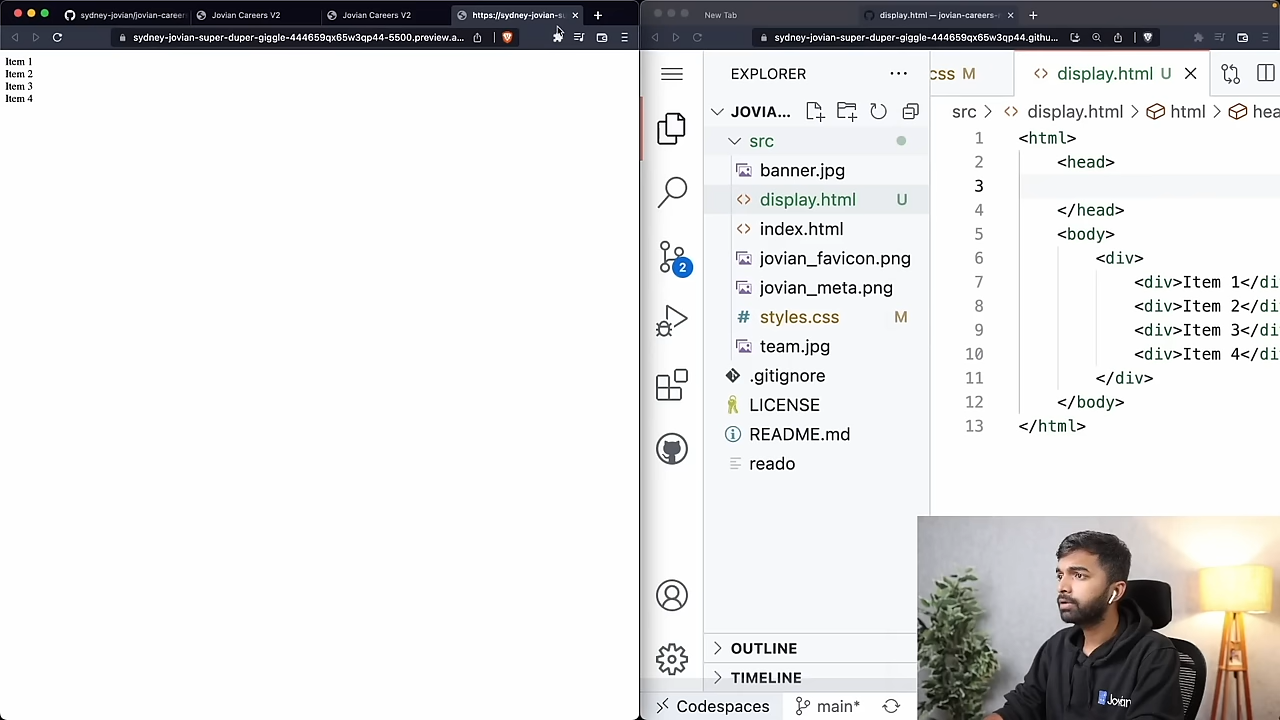 sydney-jovian/jovian-career
Jovian Careers V2
Jovian Careers V2
https://sydney-jovian-su
sydney-jovian-super-duper-giggle-444659qx65w3qp44-5500.preview.a...
Item 1
Item 2
Item 3
Item 4
New Tab
display.html — jovian-careers-
sydney-jovian-super-duper-giggle-444659qx65w3qp44.githu...
EXPLORER
JOVIA...
src
banner.jpg
display.html U
index.html
jovian_favicon.png
jovian_meta.png
# styles.css M
team.jpg
.gitignore
LICENSE
README.md
reado
2
OUTLINE
TIMELINE
Codespaces
main*
css M
display.html U
src > display.html > html > hea
1 <html>
2 <head>
3
4 </head>
5 <body>
6 <div>
7 <div>Item 1</di
8 <div>Item 2</di
9 <div>Item 3</di
10 <div>Item 4</di
11 </div>
12 </body>
13 </html>
Jovian